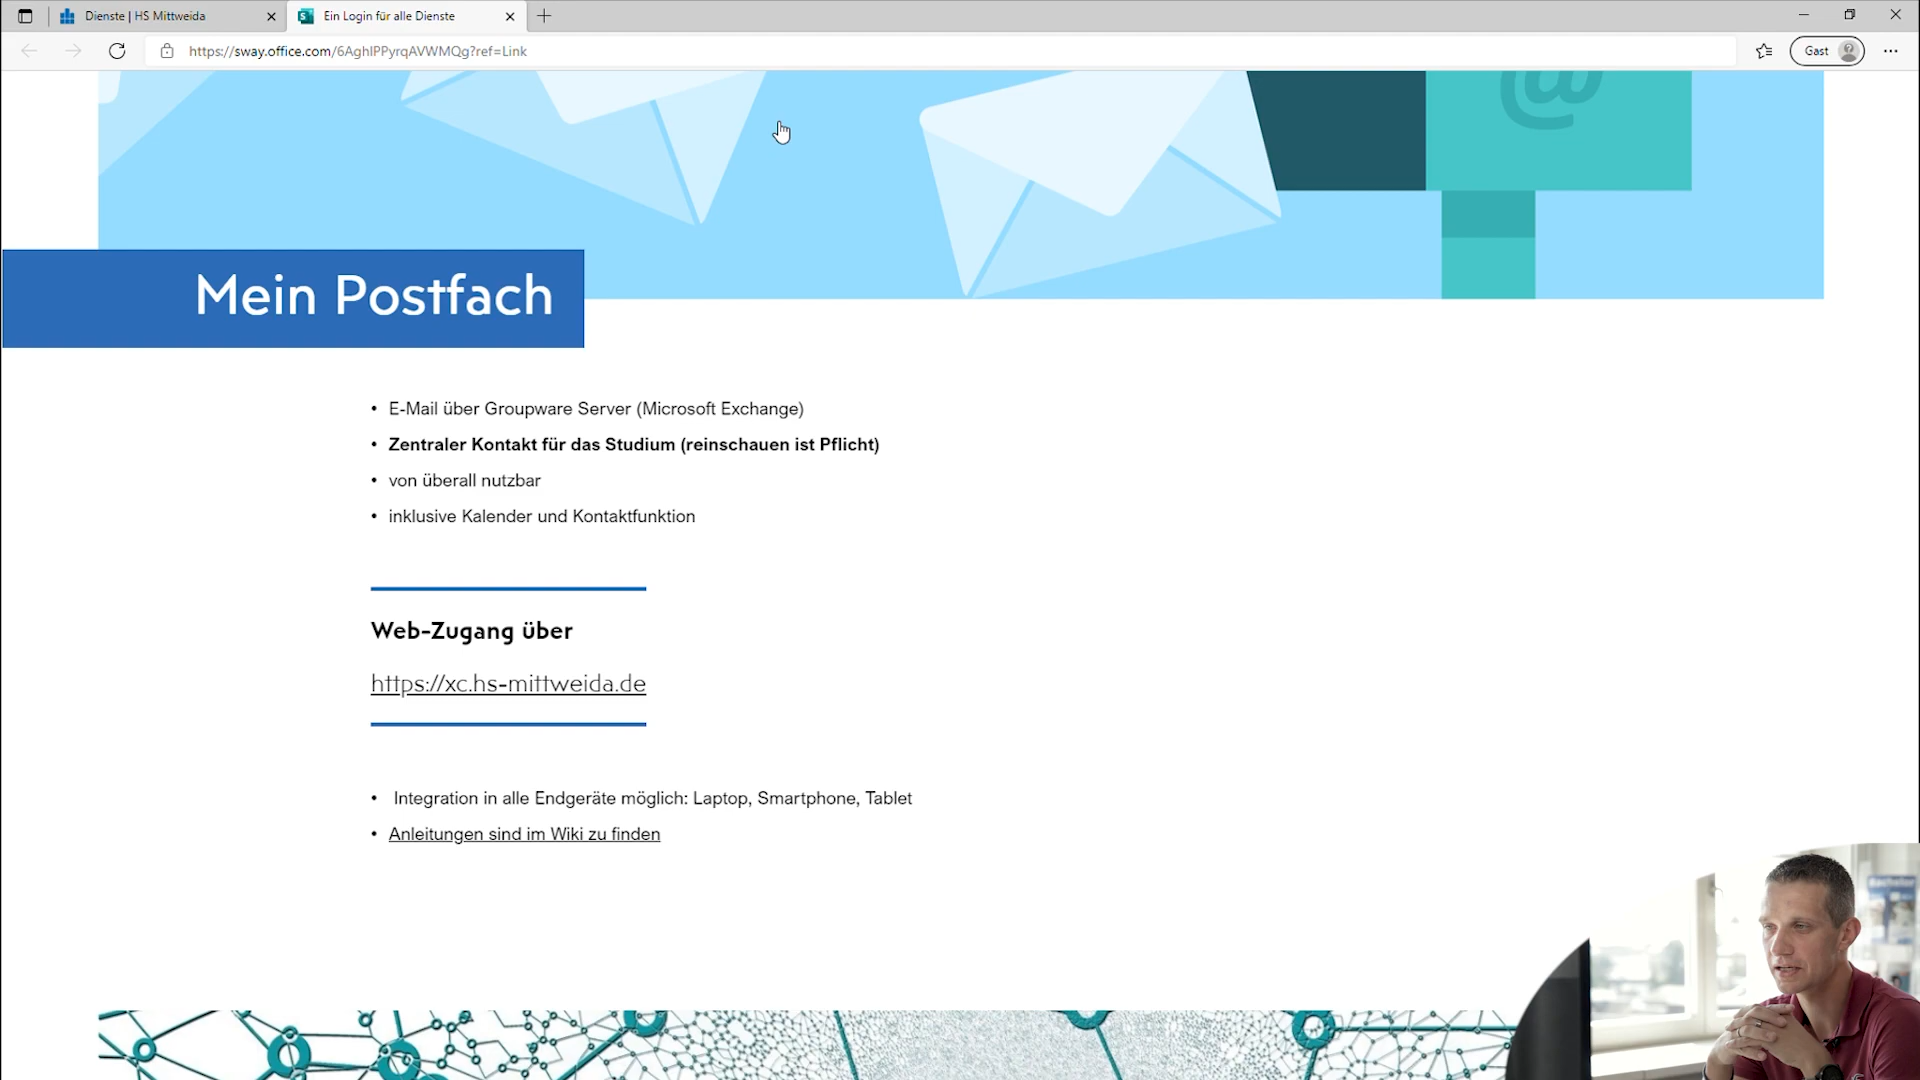 Dienste | HS Mittweida
Ein Login für alle Dienste
https://sway.office.com/6AghIPPyrqAVWMQg?ref=Link
Gast
@
Mein Postfach
• E-Mail über Groupware Server (Microsoft Exchange)
• Zentraler Kontakt für das Studium (reinschauen ist Pflicht)
• von überall nutzbar
• inklusive Kalender und Kontaktfunktion
Web-Zugang über
https://xc.hs-mittweida.de
• Integration in alle Endgeräte möglich: Laptop, Smartphone, Tablet
• Anleitungen sind im Wiki zu finden